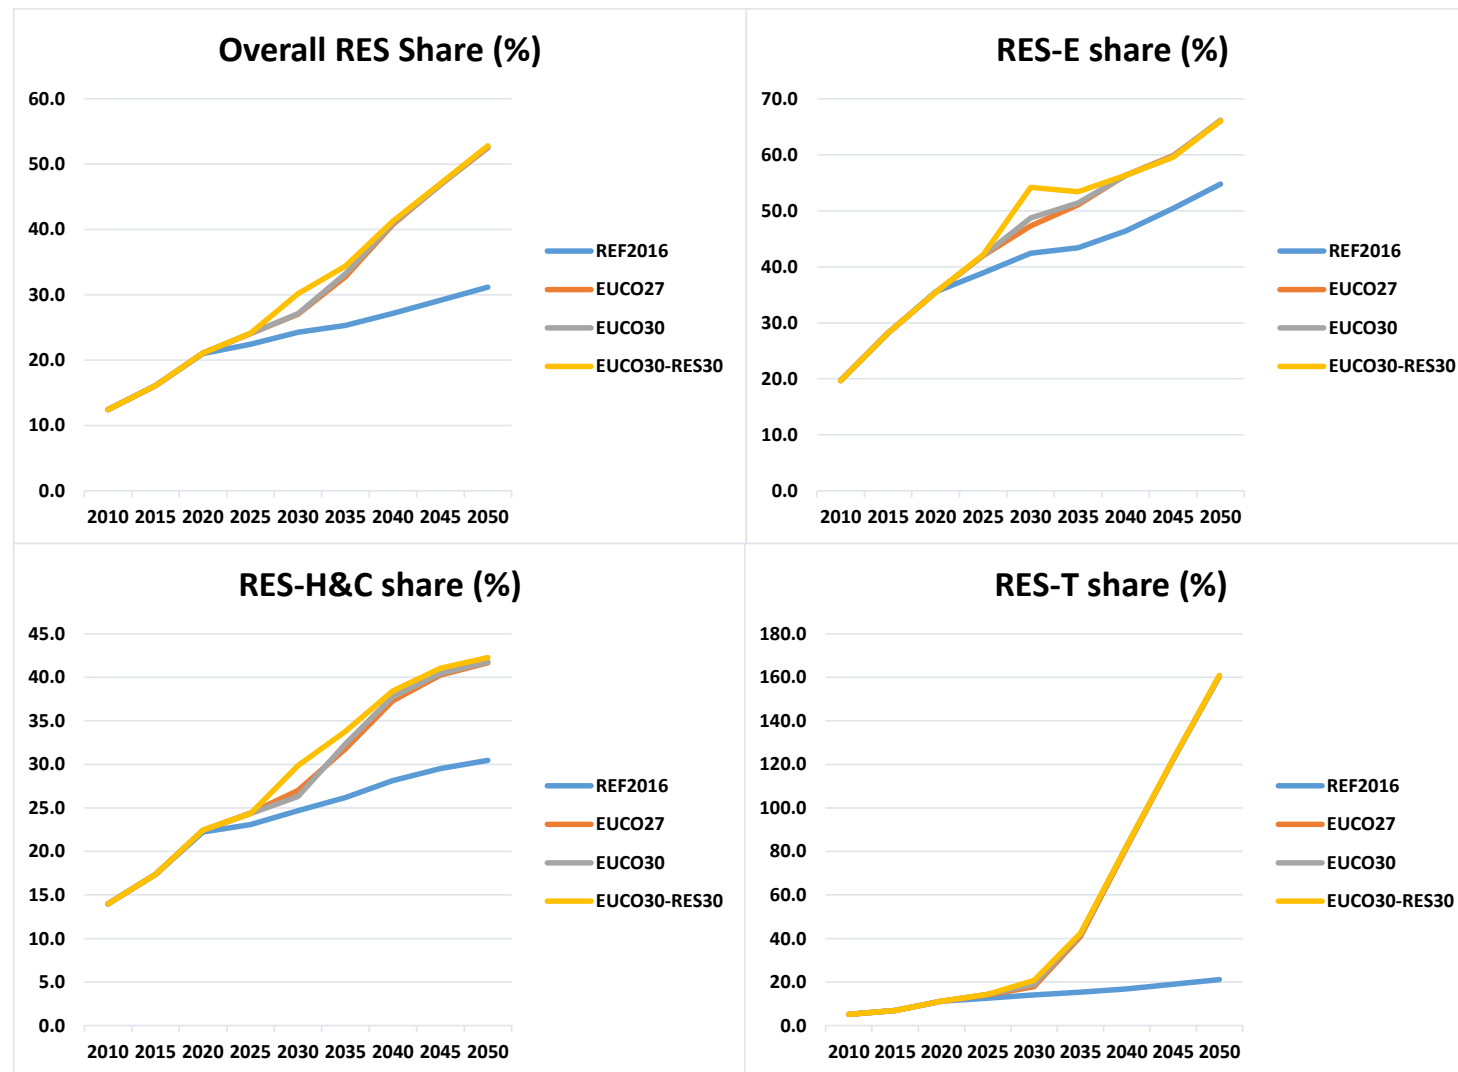 Overall RES Share (%)
60.0
50.0
40.0
30.0
20.0
10.0
0.0
2010 2015 2020 2025 2030 2035 2040 2045 2050
REF2016
EUCO27
EUCO30
EUCO30-RES30
RES-E share (%)
70.0
60.0
50.0
40.0
30.0
20.0
10.0
0.0
2010 2015 2020 2025 2030 2035 2040 2045 2050
REF2016
EUCO27
EUCO30
EUCO30-RES30
RES-H&C share (%)
45.0
40.0
35.0
30.0
25.0
20.0
15.0
10.0
5.0
0.0
2010 2015 2020 2025 2030 2035 2040 2045 2050
REF2016
EUCO27
EUCO30
EUCO30-RES30
RES-T share (%)
180.0
160.0
140.0
120.0
100.0
80.0
60.0
40.0
20.0
0.0
2010 2015 2020 2025 2030 2035 2040 2045 2050
REF2016
EUCO27
EUCO30
EUCO30-RES30